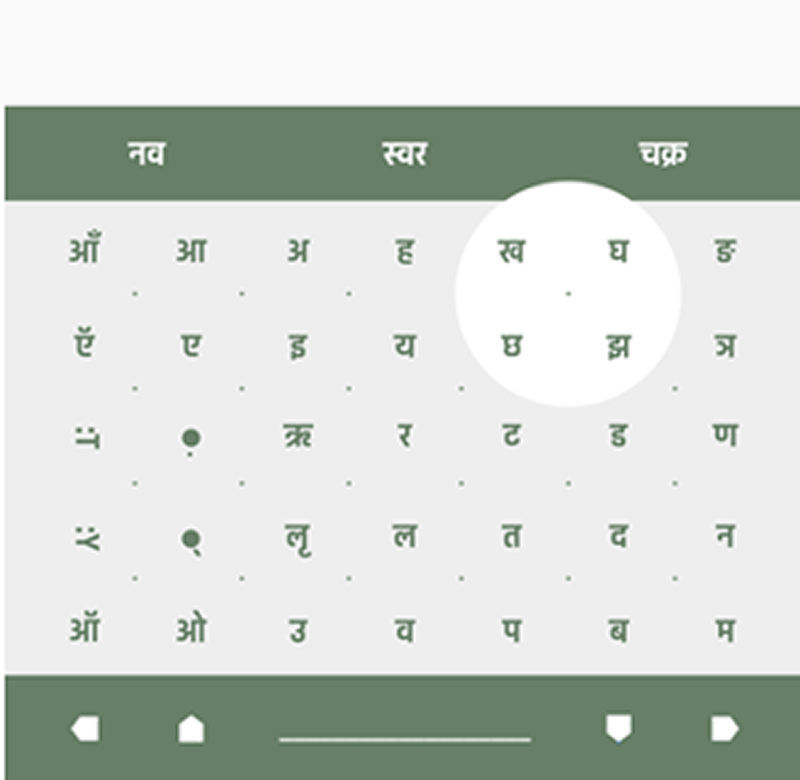 नव स्वर चक्र
आँ आ अ ह ख घ ङ
ऍ ए इ य छ झ ञ
ऋ र ट ड ण
लृ ल त द न
ऑ ओ उ व प ब म